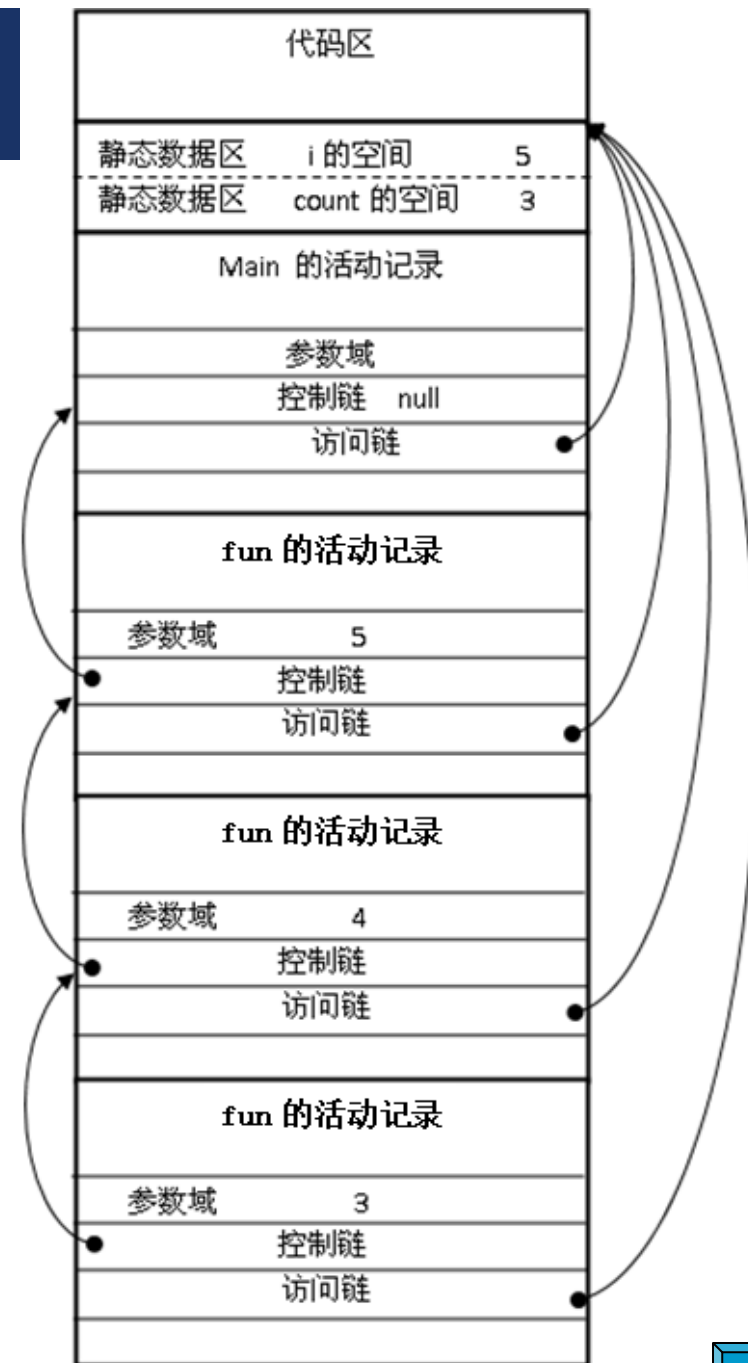 代码区
静态数据区 i 的空间 5
静态数据区 count 的空间 3
Main 的活动记录
参数域
控制链 null
访问链
fun 的活动记录
参数域 5
控制链
访问链
fun 的活动记录
参数域 4
控制链
访问链
fun 的活动记录
参数域 3
控制链
访问链